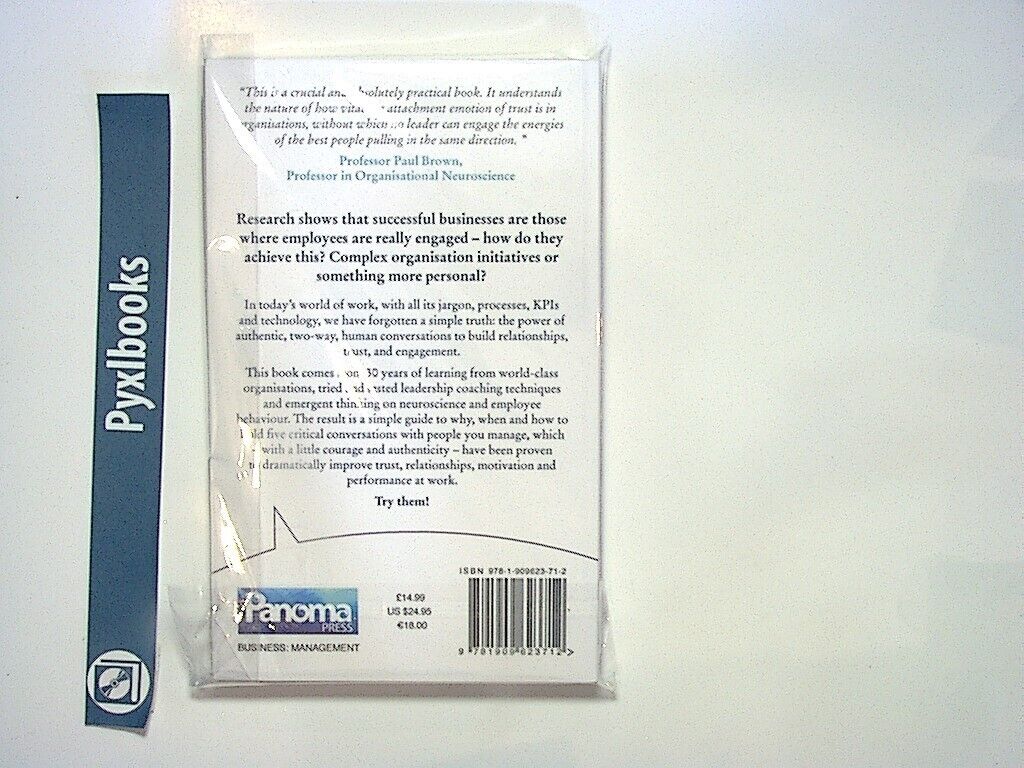 Pyxlbooks
"This is a crucial and absolutely practical book. It understands
the nature of how vital attachment emotion of trust is in
organisations, without which no leader can engage the energies
of the best people pulling in the same direction. "
Professor Paul Brown,
Professor in Organisational Neuroscience
Research shows that successful businesses are those
where employees are really engaged – how do they
achieve this? Complex organisation initiatives or
something more personal?
In today's world of work, with all its jargon, processes, KPIs
and technology, we have forgotten a simple truth: the power of
authentic, two-way, human conversations to build relationships,
trust, and engagement.
This book comes from 30 years of learning from world-class
organisations, tried and tested leadership coaching techniques
and emergent thinking on neuroscience and employee
behaviour. The result is a simple guide to why, when and how to
hold five critical conversations with people you manage, which
– with a little courage and authenticity – have been proven
to dramatically improve trust, relationships, motivation and
performance at work.
Try them!
ISBN 978-1-909623-71-2
Panoma
PRESS
£14.99
US $24.95
€18.00
BUSINESS: MANAGEMENT
9 781909 623712 >